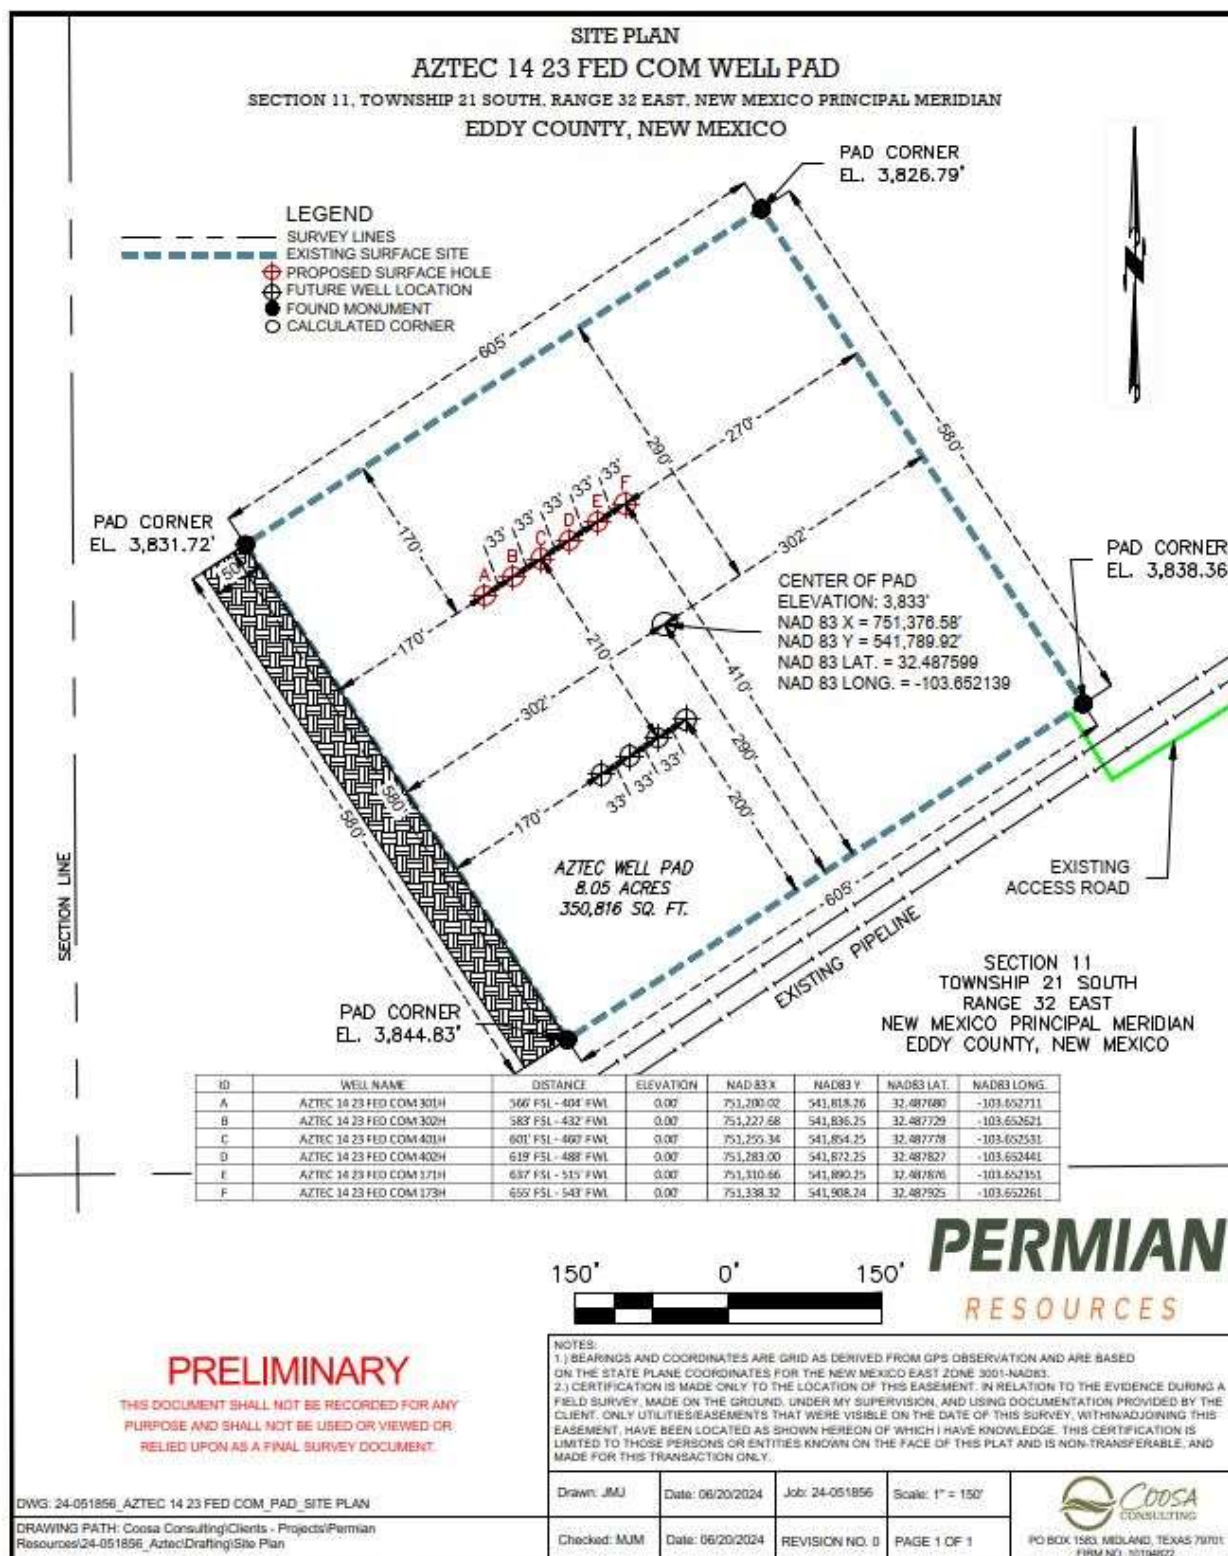 SITE PLAN
AZTEC 14 23 FED COM WELL PAD
SECTION 11, TOWNSHIP 21 SOUTH, RANGE 32 EAST, NEW MEXICO PRINCIPAL MERIDIAN
EDDY COUNTY, NEW MEXICO
PAD CORNER
EL. 3,826.79'
LEGEND
SURVEY LINES
EXISTING SURFACE SITE
PROPOSED SURFACE HOLE
FUTURE WELL LOCATION
FOUND MONUMENT
CALCULATED CORNER
605'
580'
270'
290'
33' 33' 33' 33' 33'
A B C D E F
170'
PAD CORNER
EL. 3,831.72'
50'
302'
PAD CORNER
EL. 3,838.36
CENTER OF PAD
ELEVATION: 3,833'
NAD 83 X = 751,376.58'
NAD 83 Y = 541,789.92'
NAD 83 LAT. = 32.487599
NAD 83 LONG. = -103.652139
170'
210'
410'
302'
290'
33' 33' 33'
200'
580'
580'
170'
AZTEC WELL PAD
8.05 ACRES
350,816 SQ. FT.
605'
EXISTING
ACCESS ROAD
EXISTING PIPELINE
SECTION LINE
SECTION 11
TOWNSHIP 21 SOUTH
RANGE 32 EAST
NEW MEXICO PRINCIPAL MERIDIAN
EDDY COUNTY, NEW MEXICO
PAD CORNER
EL. 3,844.83'
ID WELL NAME DISTANCE ELEVATION NAD 83 X NAD83 Y NAD83 LAT. NAD83 LONG.
A AZTEC 14 23 FED COM 301H 566' FSL - 404' FWL 0.00' 751,200.02 541,818.26 32.487680 -103.652711
B AZTEC 14 23 FED COM 302H 583' FSL - 432' FWL 0.00' 751,227.68 541,836.25 32.487729 -103.652621
C AZTEC 14 23 FED COM 401H 601' FSL - 460' FWL 0.00' 751,255.34 541,854.25 32.487778 -103.652531
D AZTEC 14 23 FED COM 402H 619' FSL - 488' FWL 0.00' 751,283.00 541,872.25 32.487827 -103.652441
E AZTEC 14 23 FED COM 171H 637' FSL - 515' FWL 0.00' 751,310.66 541,890.25 32.487876 -103.652351
F AZTEC 14 23 FED COM 173H 655' FSL - 543' FWL 0.00' 751,338.32 541,908.24 32.487925 -103.652261
150' 0' 150'
PERMIAN
RESOURCES
PRELIMINARY
THIS DOCUMENT SHALL NOT BE RECORDED FOR ANY
PURPOSE AND SHALL NOT BE USED OR VIEWED OR
RELIED UPON AS A FINAL SURVEY DOCUMENT.
NOTES:
1.) BEARINGS AND COORDINATES ARE GRID AS DERIVED FROM GPS OBSERVATION AND ARE BASED
ON THE STATE PLANE COORDINATES FOR THE NEW MEXICO EAST ZONE 3001-NAD83.
2.) CERTIFICATION IS MADE ONLY TO THE LOCATION OF THIS EASEMENT, IN RELATION TO THE EVIDENCE DURING A
FIELD SURVEY, MADE ON THE GROUND, UNDER MY SUPERVISION, AND USING DOCUMENTATION PROVIDED BY THE
CLIENT. ONLY UTILITIES/EASEMENTS THAT WERE VISIBLE ON THE DATE OF THIS SURVEY, WITHIN/ADJOINING THIS
EASEMENT, HAVE BEEN LOCATED AS SHOWN HEREON OF WHICH I HAVE KNOWLEDGE. THIS CERTIFICATION IS
LIMITED TO THOSE PERSONS OR ENTITIES KNOWN ON THE FACE OF THIS PLAT AND IS NON-TRANSFERABLE, AND
MADE FOR THIS TRANSACTION ONLY.
Drawn: JMJ Date: 06/20/2024 Job: 24-051856 Scale: 1" = 150'
Checked: MJM Date: 06/20/2024 REVISION NO. 0 PAGE 1 OF 1
DWG: 24-051856_AZTEC 14 23 FED COM_PAD_SITE PLAN
DRAWING PATH: Coosa Consulting\Clients - Projects\Permian
Resources\24-051856_Aztec\Drafting\Site Plan
COOSA
CONSULTING
PO BOX 1583, MIDLAND, TEXAS 79701
FIRM NO.